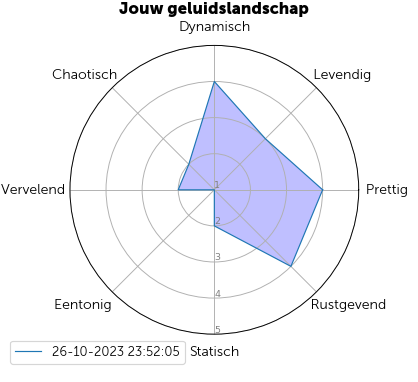 Jouw geluidslandschap
Dynamisch
Chaotisch
Levendig
Vervelend
1
Prettig
2
3
4
Eentonig
Rustgevend
5
26-10-2023 23:52:05
Statisch